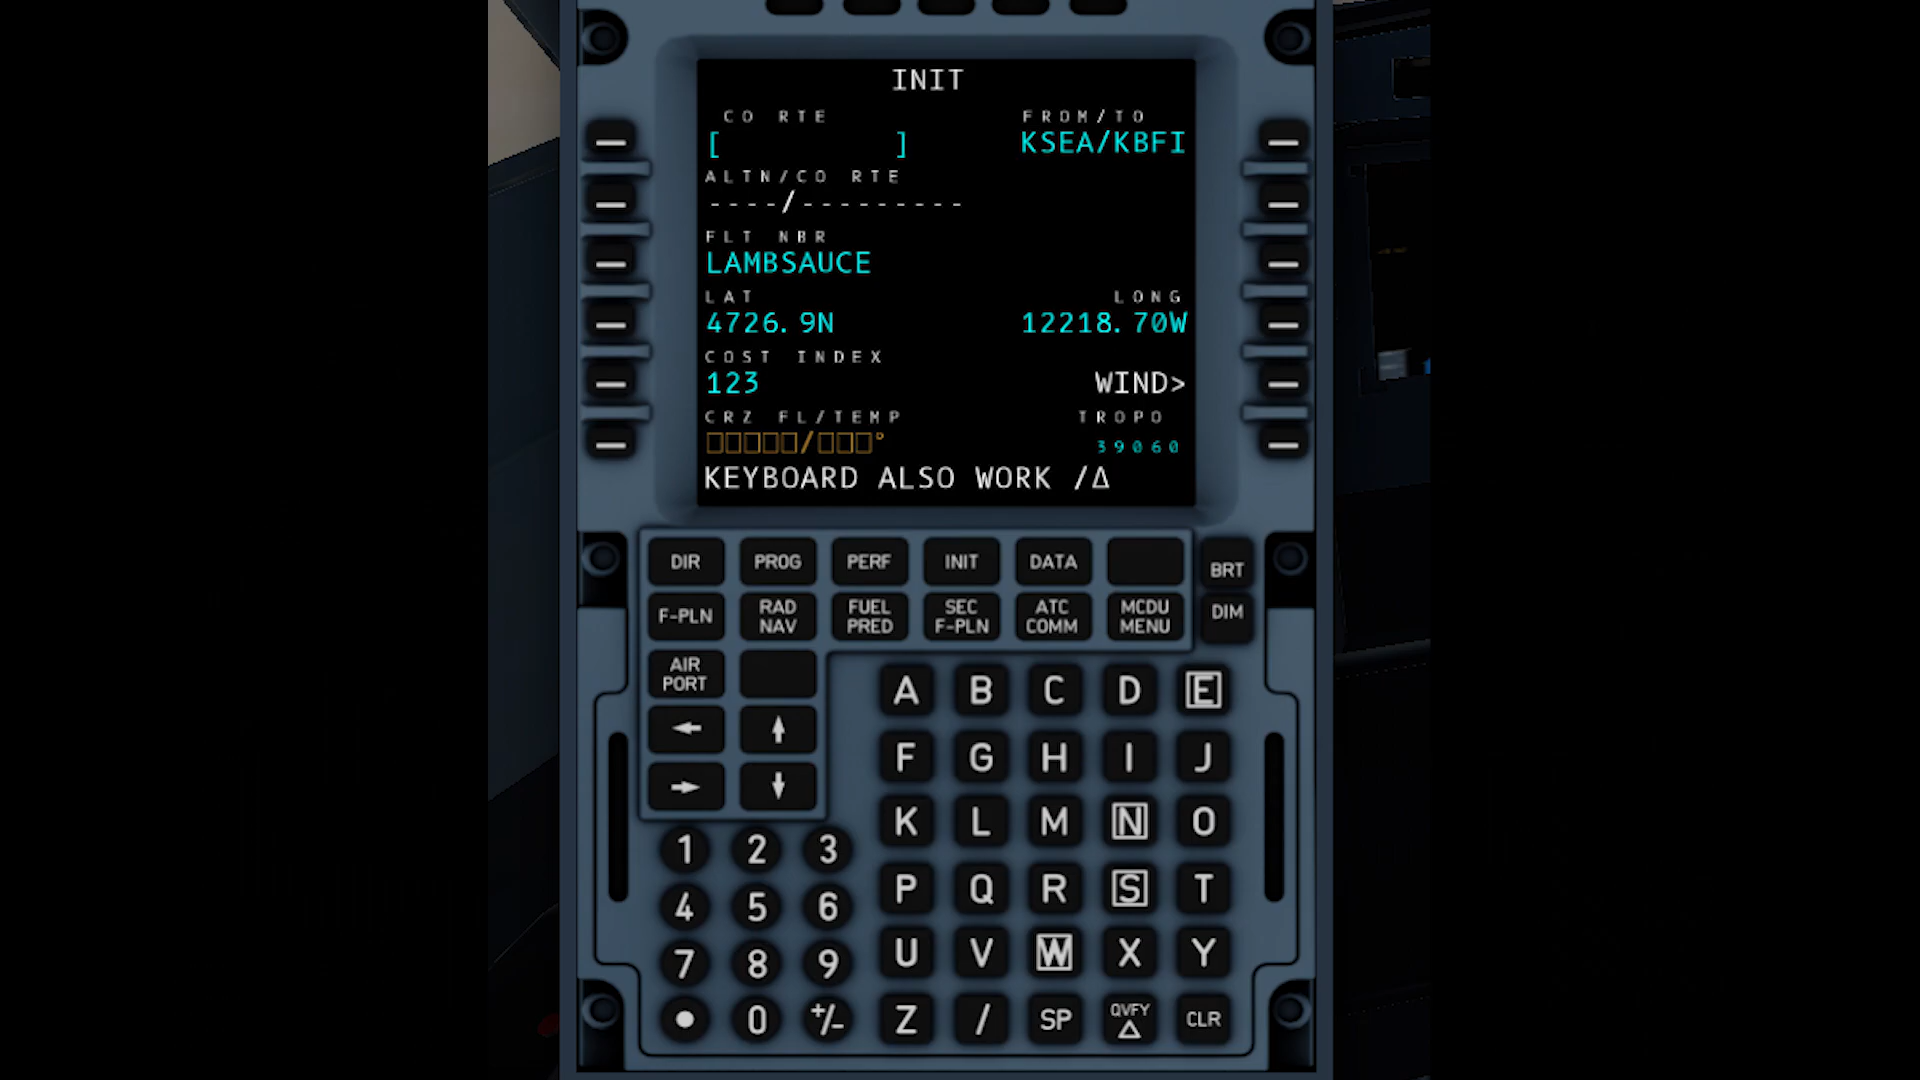 INIT
CO RTE FROM/TO
[ ] KSEA/KBFI
ALTN/CO RTE
----/---------
FLT NBR
LAMBSAUCE
LAT LONG
4726.9N 12218.70W
COST INDEX
123 WIND>
CRZ FL/TEMP TROPO
□□□□□/□□□° 39060
KEYBOARD ALSO WORK /Δ
DIR PROG PERF INIT DATA BRT
F-PLN RAD NAV FUEL PRED SEC F-PLN ATC COMM MCDU MENU DIM
AIR PORT
← ↑
→ ↓
A B C D E
F G H I J
K L M N O
P Q R S T
U V W X Y
Z / SP QVFY Δ CLR
1 2 3
4 5 6
7 8 9
• 0 +/-